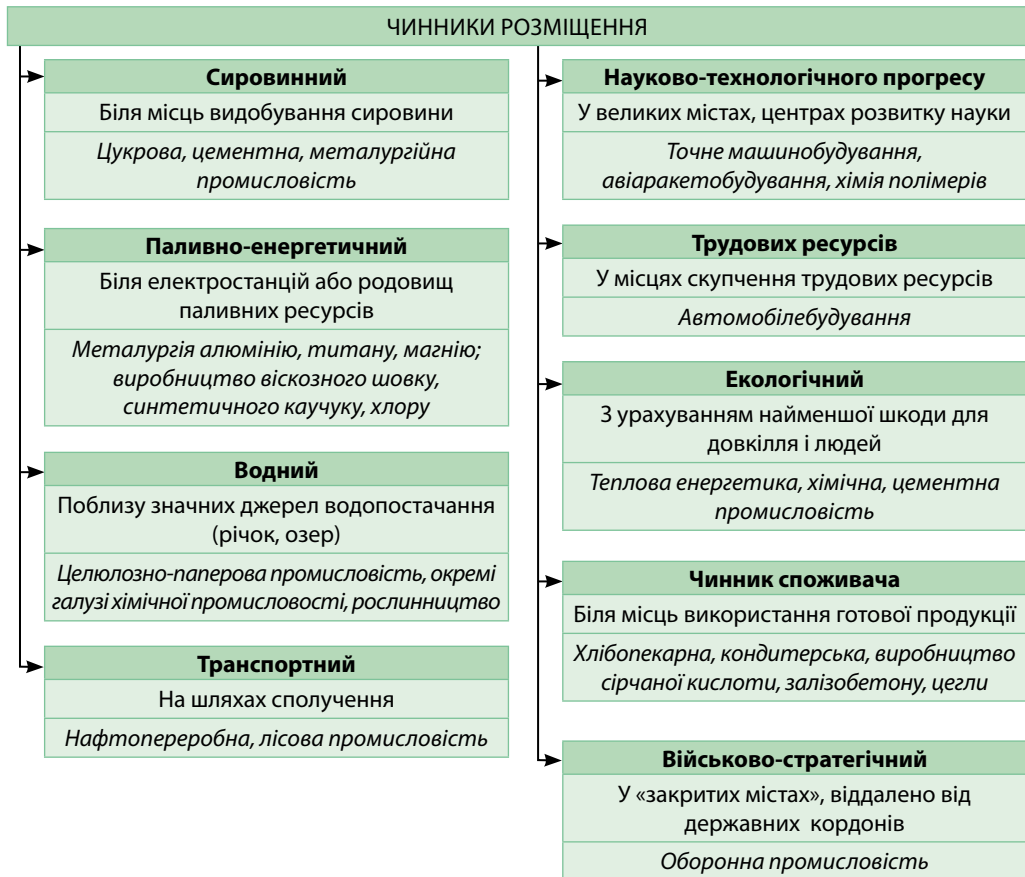 ЧИННИКИ РОЗМІЩЕННЯ
Сировинний
Біля місць видобування сировини
Цукрова, цементна, металургійна
промисловість
Паливно-енергетичний
Біля електростанцій або родовищ
паливних ресурсів
Металургія алюмінію, титану, магнію;
виробництво віскозного шовку,
синтетичного каучуку, хлору
Водний
Поблизу значних джерел водопостачання
(річок, озер)
Целюлозно-паперова промисловість, окремі
галузі хімічної промисловості, рослинництво
Транспортний
На шляхах сполучення
Нафтопереробна, лісова промисловість
Науково-технологічного прогресу
У великих містах, центрах розвитку науки
Точне машинобудування,
авіаракетобудування, хімія полімерів
Трудових ресурсів
У місцях скупчення трудових ресурсів
Автомобілебудування
Екологічний
З урахуванням найменшої шкоди для
довкілля і людей
Теплова енергетика, хімічна, цементна
промисловість
Чинник споживача
Біля місць використання готової продукції
Хлібопекарна, кондитерська, виробництво
сірчаної кислоти, залізобетону, цегли
Військово-стратегічний
У «закритих містах», віддалено від
державних кордонів
Оборонна промисловість